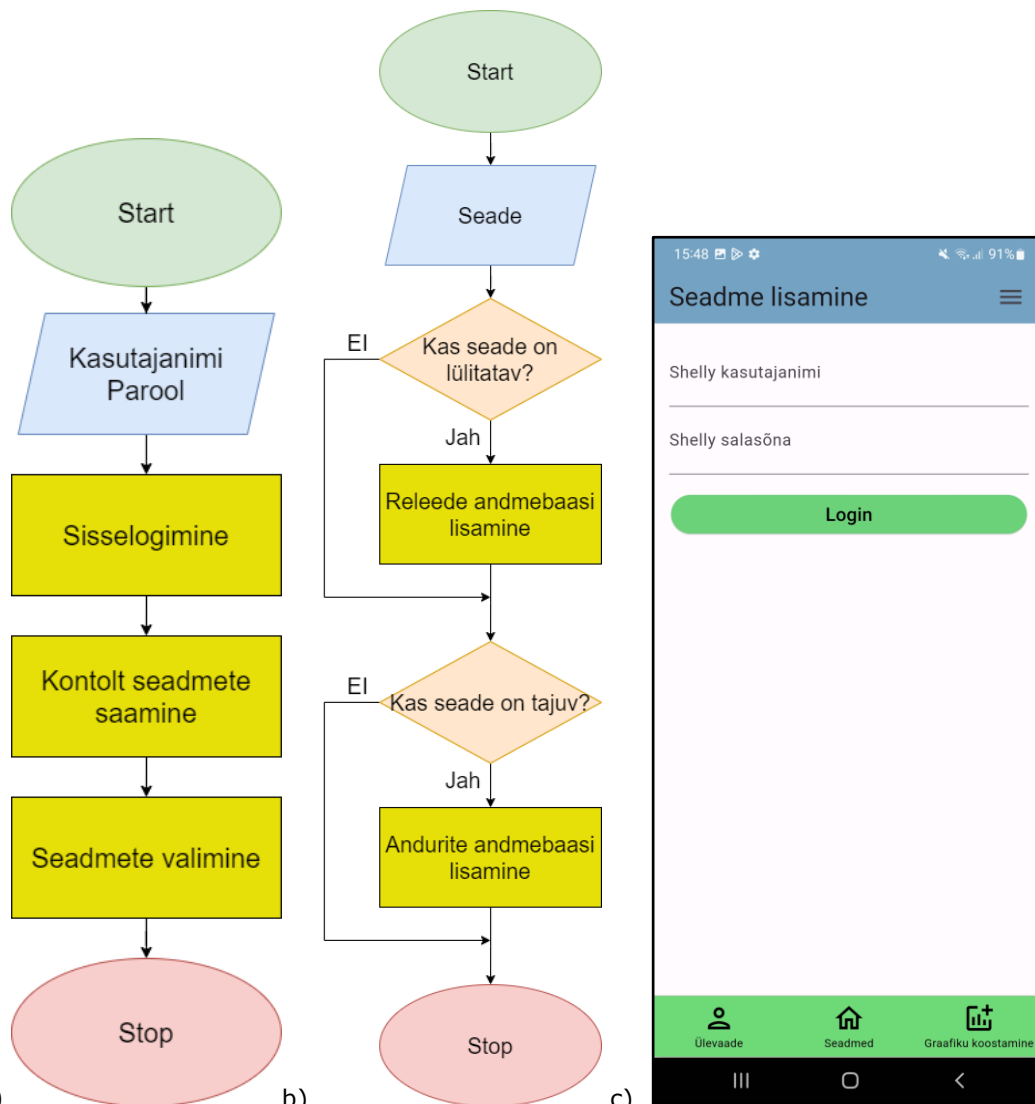 Start
Kasutajanimi
Parool
Sisselogimine
Kontolt seadmete
saamine
Seadmete valimine
Stop
)
Start
Seade
EI
Kas seade on
lülitatav?
Jah
Releede andmebaasi
lisamine
EI
Kas seade on tajuv?
Jah
Andurite andmebaasi
lisamine
Stop
b)
15:48
91%
Seadme lisamine
Shelly kasutajanimi
Shelly salasõna
Login
Ülevaade
Seadmed
Graafiku koostamine
c)